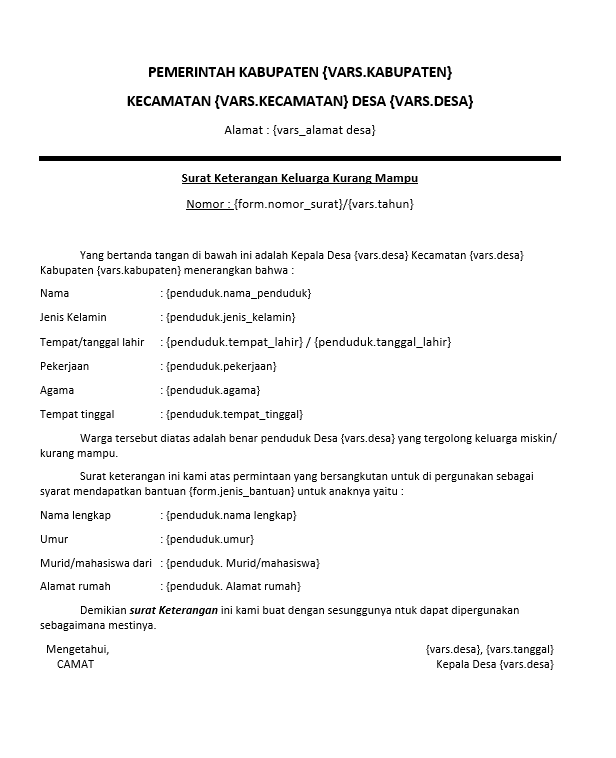 PEMERINTAH KABUPATEN {VARS.KABUPATEN}
KECAMATAN {VARS.KECAMATAN} DESA {VARS.DESA}
Alamat : {vars_alamat desa}
Surat Keterangan Keluarga Kurang Mampu
Nomor : {form.nomor_surat}/{vars.tahun}
Yang bertanda tangan di bawah ini adalah Kepala Desa {vars.desa} Kecamatan {vars.desa}
Kabupaten {vars.kabupaten} menerangkan bahwa :
Nama : {penduduk.nama_penduduk}
Jenis Kelamin : {penduduk.jenis_kelamin}
Tempat/tanggal lahir : {penduduk.tempat_lahir} / {penduduk.tanggal_lahir}
Pekerjaan : {penduduk.pekerjaan}
Agama : {penduduk.agama}
Tempat tinggal : {penduduk.tempat_tinggal}
Warga tersebut diatas adalah benar penduduk Desa {vars.desa} yang tergolong keluarga miskin/
kurang mampu.
Surat keterangan ini kami atas permintaan yang bersangkutan untuk di pergunakan sebagai
syarat mendapatkan bantuan {form.jenis_bantuan} untuk anaknya yaitu :
Nama lengkap : {penduduk.nama lengkap}
Umur : {penduduk.umur}
Murid/mahasiswa dari : {penduduk. Murid/mahasiswa}
Alamat rumah : {penduduk. Alamat rumah}
Demikian surat Keterangan ini kami buat dengan sesunggunya ntuk dapat dipergunakan
sebagaimana mestinya.
Mengetahui, {vars.desa}, {vars.tanggal}
CAMAT Kepala Desa {vars.desa}